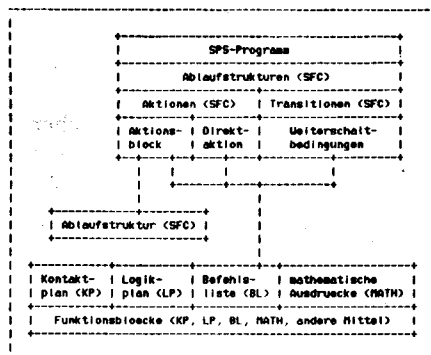 SPS-Programm
Ablaufstrukturen (SFC)
Aktionen (SFC) | Transitionen (SFC)
Aktions- | Direkt- | Weiterschalt-
block | aktion | bedingungen
Ablaufstruktur (SFC)
Kontakt- | Logik- | Befehls- | mathematische
plan (KP) | plan (LP) | liste (BL) | Ausdruecke (MATH)
Funktionsbloecke (KP, LP, BL, MATH, andere Mittel)